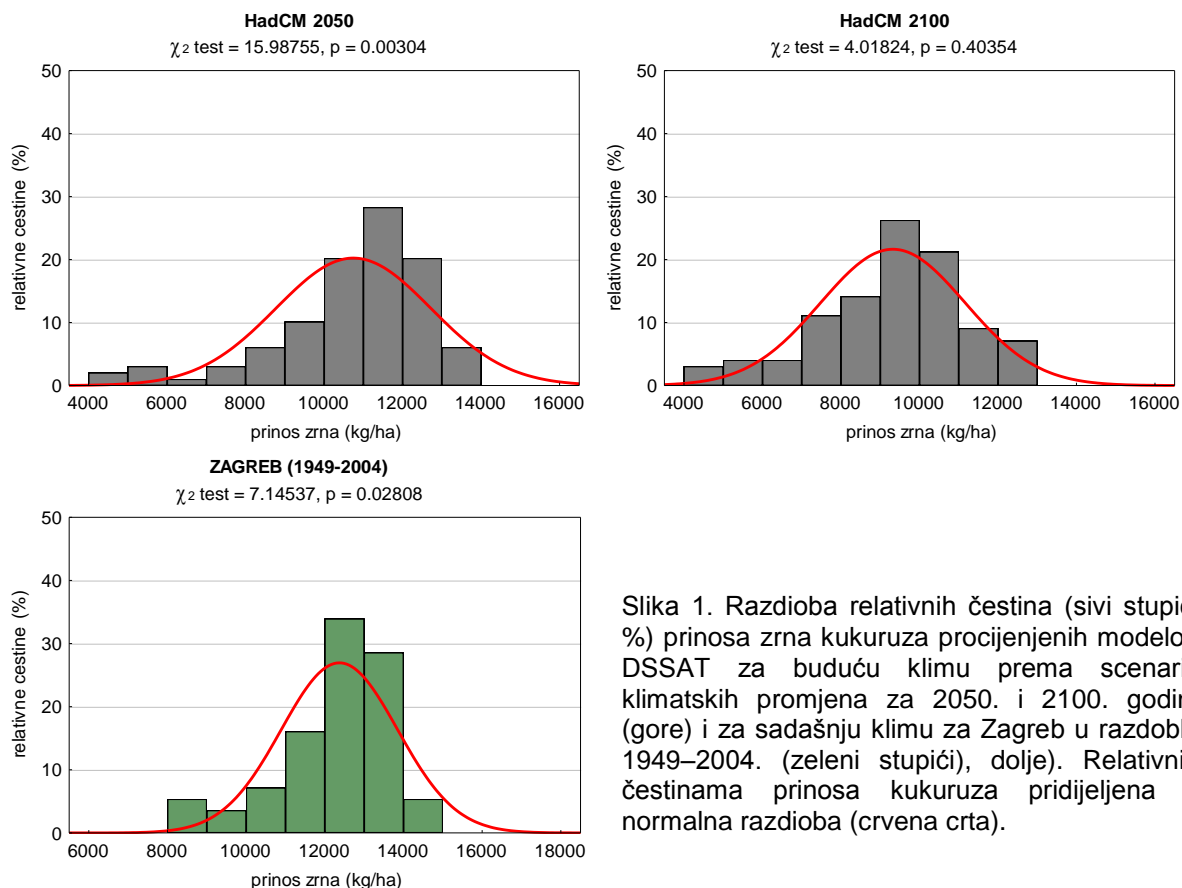 HadCM 2050
χ2 test = 15.98755, p = 0.00304
50
40
30
20
10
0
relativne cestine (%)
4000 6000 8000 10000 12000 14000 16000
prinos zrna (kg/ha)
HadCM 2100
χ2 test = 4.01824, p = 0.40354
50
40
30
20
10
0
relativne cestine (%)
4000 6000 8000 10000 12000 14000 16000
prinos zrna (kg/ha)
ZAGREB (1949-2004)
χ2 test = 7.14537, p = 0.02808
50
40
30
20
10
0
relativne cestine (%)
6000 8000 10000 12000 14000 16000 18000
prinos zrna (kg/ha)
Slika 1. Razdioba relativnih čestina (sivi stupić
%) prinosa zrna kukuruza procijenjenih modelo
DSSAT za buduću klimu prema scenari
klimatskih promjena za 2050. i 2100. godin
(gore) i za sadašnju klimu za Zagreb u razdobl
1949–2004. (zeleni stupići), dolje). Relativni
čestinama prinosa kukuruza pridijeljena
normalna razdioba (crvena crta).